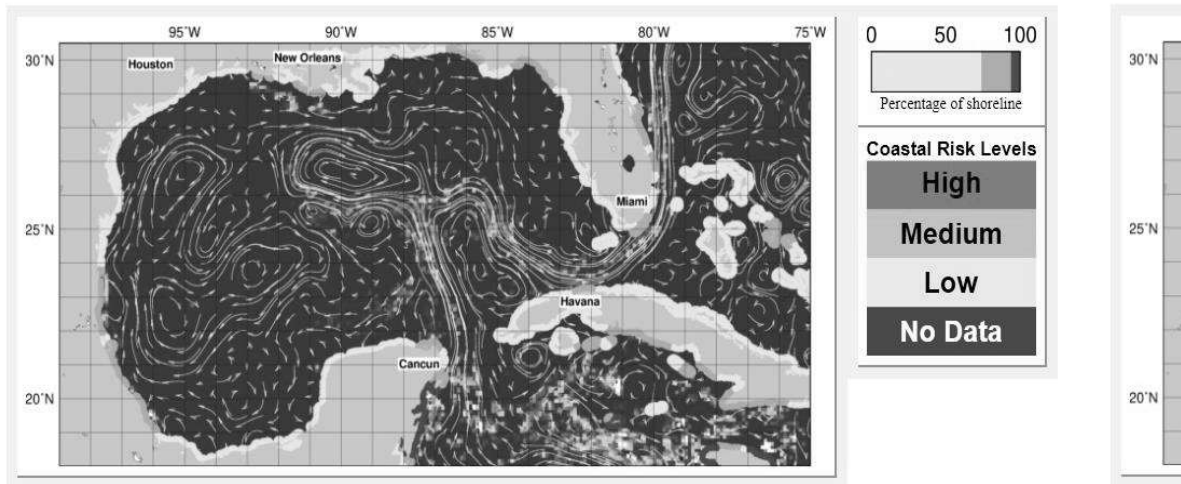 95°W 90°W 85°W 80°W 75°W
30°N
Houston
New Orleans
Miami
25°N
Havana
Cancun
20°N
0 50 100
Percentage of shoreline
Coastal Risk Levels
High
Medium
Low
No Data
30°N
25°N
20°N